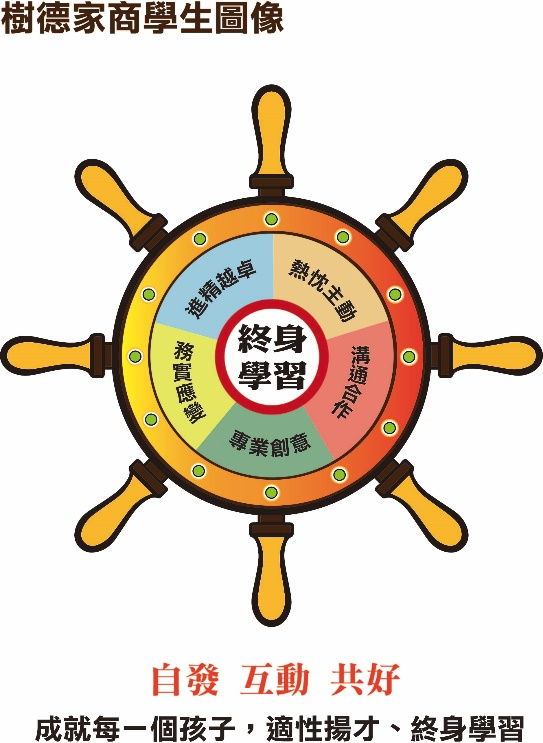 樹德家商學生圖像
進精越卓
熱忱主動
終身
學習
務實應變
溝通合作
專業創意
自發 互動 共好
成就每一個孩子，適性揚才、終身學習